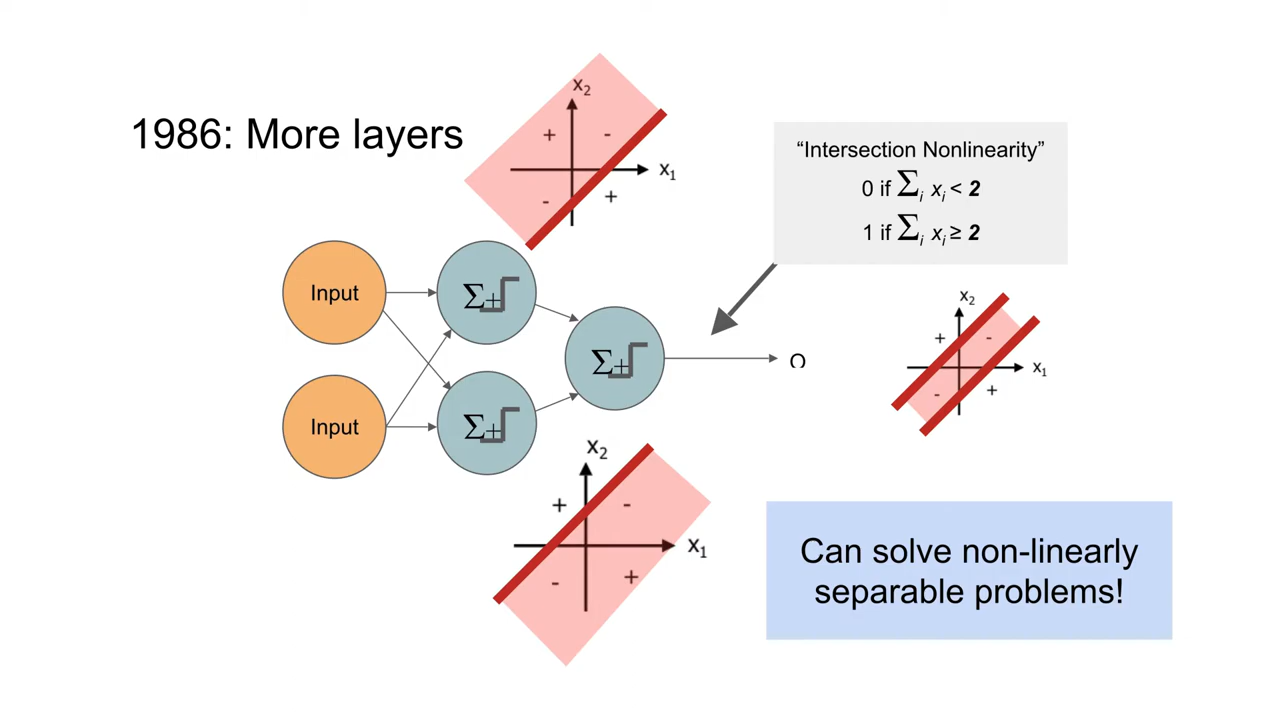 1986: More layers
x₂
+ -
x₁
- +
"Intersection Nonlinearity"
0 if Σᵢ xᵢ < 2
1 if Σᵢ xᵢ ≥ 2
Input
Σ+
Σ+
O
Input
Σ+
x₂
+ -
x₁
- +
x₂
+ -
x₁
- +
Can solve non-linearly
separable problems!